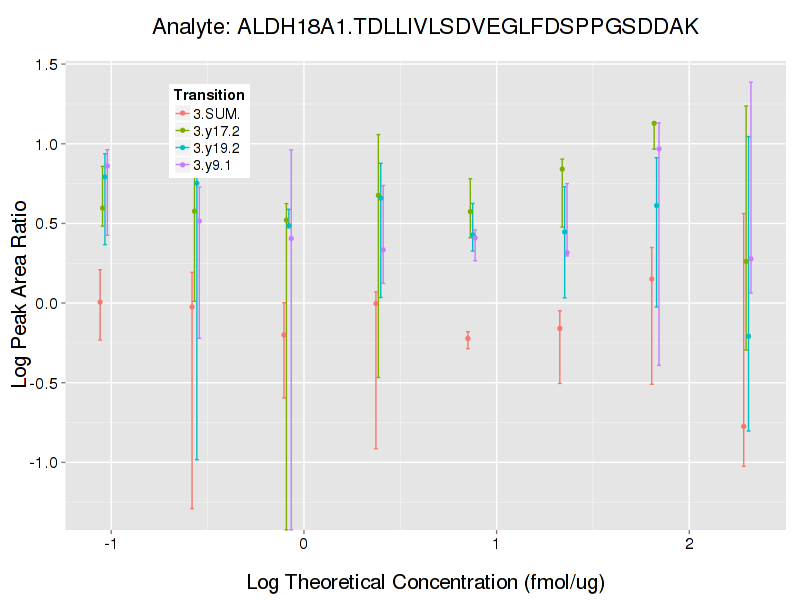 Analyte: ALDH18A1.TDLLIVLSDVEGLFDSPPGSDDAK
Log Peak Area Ratio
1.5
1.0
0.5
0.0
-0.5
-1.0
Transition
3.SUM.
3.y17.2
3.y19.2
3.y9.1
-1
0
1
2
Log Theoretical Concentration (fmol/ug)